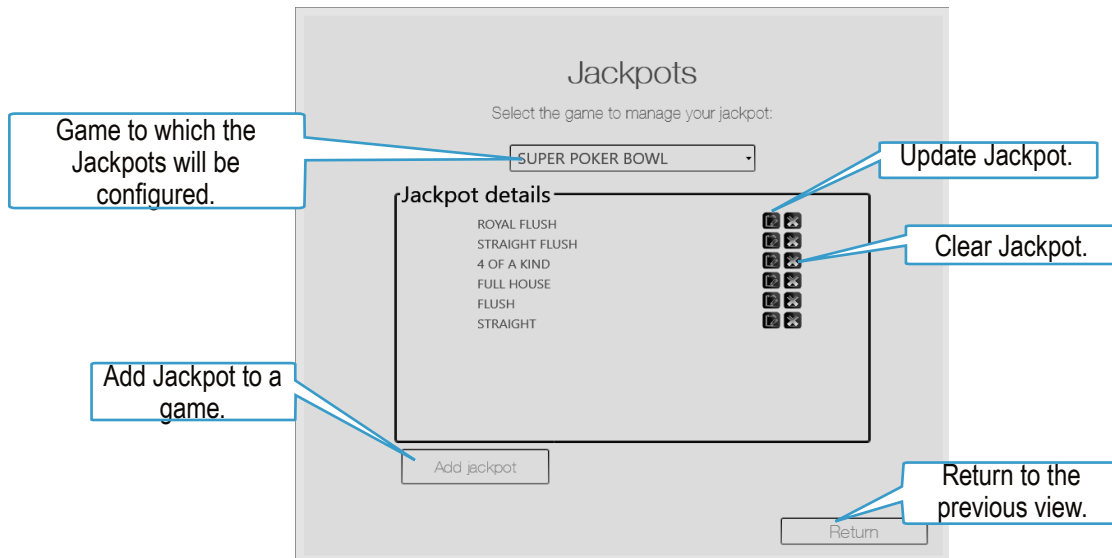 Jackpots
Select the game to manage your jackpot:
Game to which the
Jackpots will be
configured.
SUPER POKER BOWL
Update Jackpot.
Jackpot details
ROYAL FLUSH
STRAIGHT FLUSH
Clear Jackpot.
4 OF A KIND
FULL HOUSE
FLUSH
STRAIGHT
Add Jackpot to a
game.
Add jackpot
Return to the
previous view.
Return